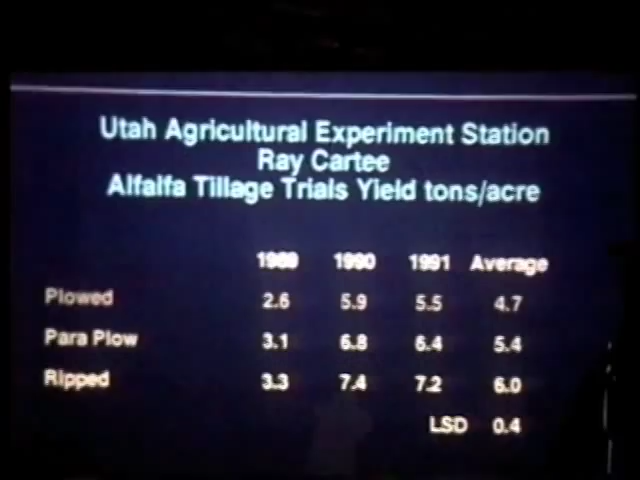 Utah Agricultural Experiment Station
Ray Cartee
Alfalfa Tillage Trials Yield tons/acre
1989 1990 1991 Average
Plowed 2.6 5.9 5.5 4.7
Para Plow 3.1 6.8 6.4 5.4
Ripped 3.3 7.4 7.2 6.0
LSD 0.4